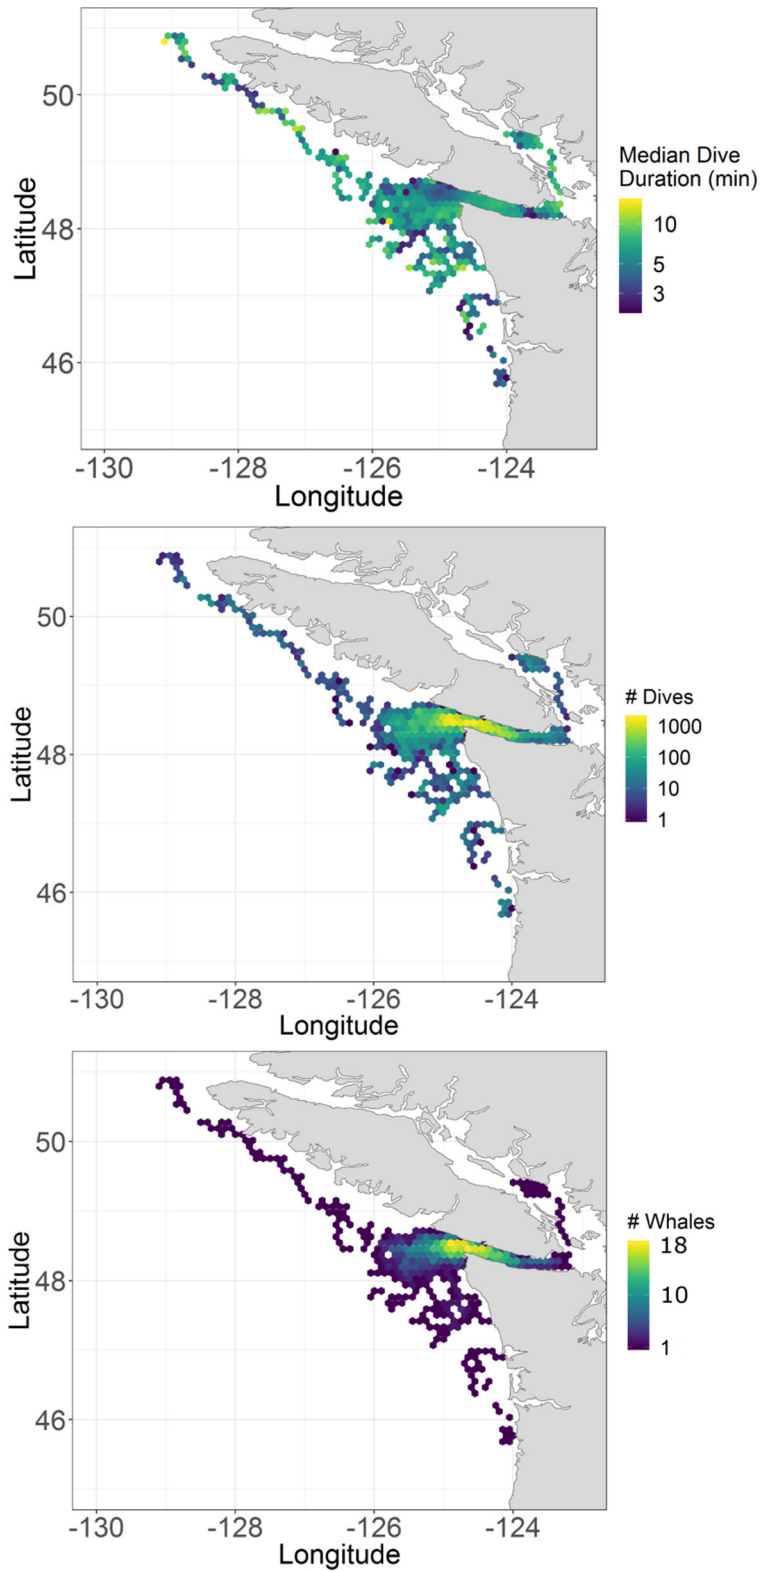 50
48
46
Latitude
-130 -128 -126 -124
Longitude
Median Dive
Duration (min)
10
5
3
50
48
46
Latitude
-130 -128 -126 -124
Longitude
# Dives
1000
100
10
1
50
48
46
Latitude
-130 -128 -126 -124
Longitude
# Whales
18
10
1